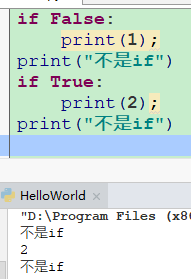 if False:
    print(1);
print("不是if")
if True:
    print(2);
print("不是if")
HelloWorld ×
"D:\Program Files (x8
不是if
2
不是if